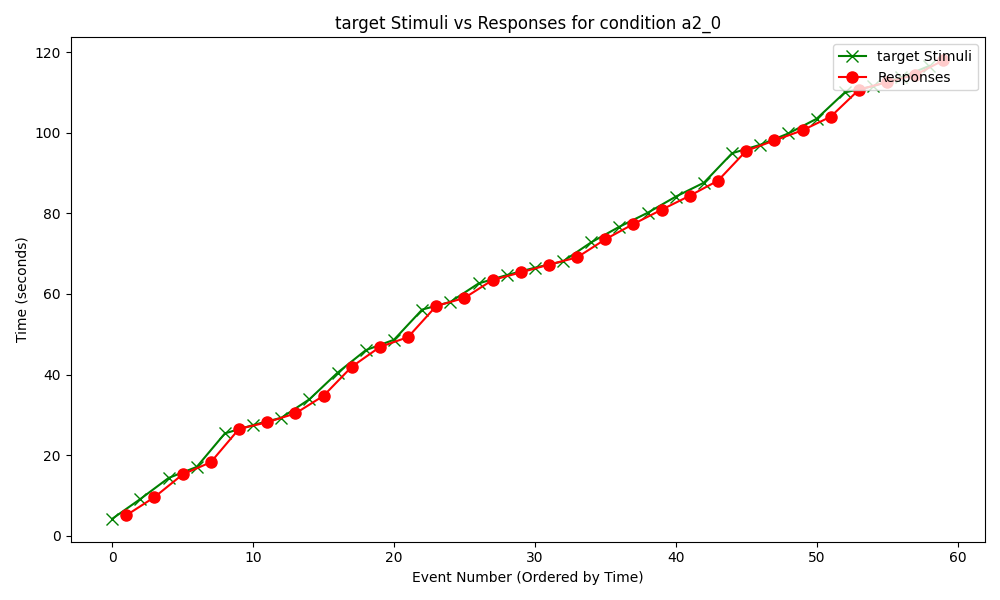 target Stimuli vs Responses for condition a2_0
target Stimuli
Responses
Time (seconds)
120
100
80
60
40
20
0
0 10 20 30 40 50 60
Event Number (Ordered by Time)